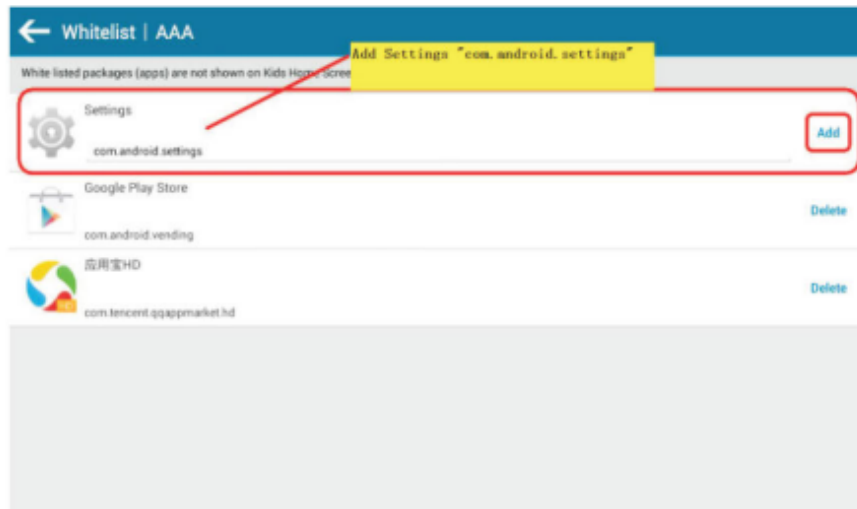 Whitelist | AAA
Add Settings "com.android.settings"
White listed packages (apps) are not shown on Kids Home Scree
Settings
com.android.settings
Add
Google Play Store
com.android.vending
Delete
应用宝HD
com.tencent.qqappmarket.hd
Delete
HD